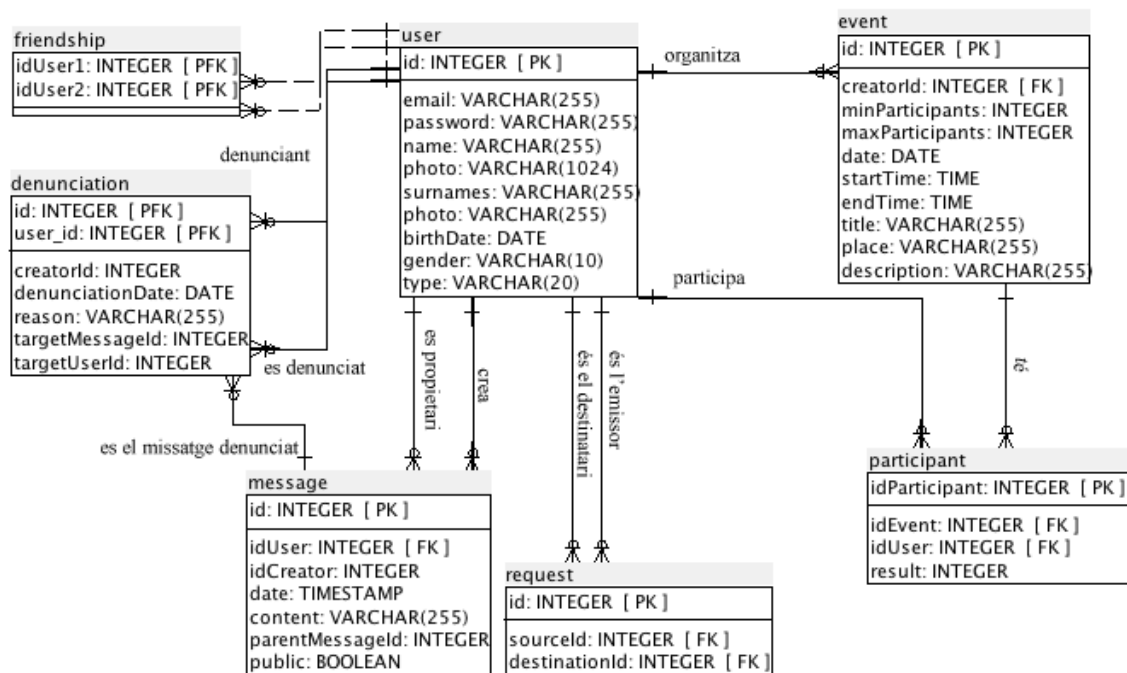 friendship
idUser1: INTEGER [ PFK ]
idUser2: INTEGER [ PFK ]
user
id: INTEGER [ PK ]
email: VARCHAR(255)
password: VARCHAR(255)
name: VARCHAR(255)
photo: VARCHAR(1024)
surnames: VARCHAR(255)
photo: VARCHAR(255)
birthDate: DATE
gender: VARCHAR(10)
type: VARCHAR(20)
organitza
event
id: INTEGER [ PK ]
creatorId: INTEGER [ FK ]
minParticipants: INTEGER
maxParticipants: INTEGER
date: DATE
startTime: TIME
endTime: TIME
title: VARCHAR(255)
place: VARCHAR(255)
description: VARCHAR(255)
denunciant
denunciation
id: INTEGER [ PFK ]
user_id: INTEGER [ PFK ]
creatorId: INTEGER
denunciationDate: DATE
reason: VARCHAR(255)
targetMessageId: INTEGER
targetUserId: INTEGER
es denunciat
participa
es propietari
crea
és el destinatari
és l'emissor
té
es el missatge denunciat
message
id: INTEGER [ PK ]
idUser: INTEGER [ FK ]
idCreator: INTEGER
date: TIMESTAMP
content: VARCHAR(255)
parentMessageId: INTEGER
public: BOOLEAN
request
id: INTEGER [ PK ]
sourceId: INTEGER [ FK ]
destinationId: INTEGER [ FK ]
participant
idParticipant: INTEGER [ PK ]
idEvent: INTEGER [ FK ]
idUser: INTEGER [ FK ]
result: INTEGER